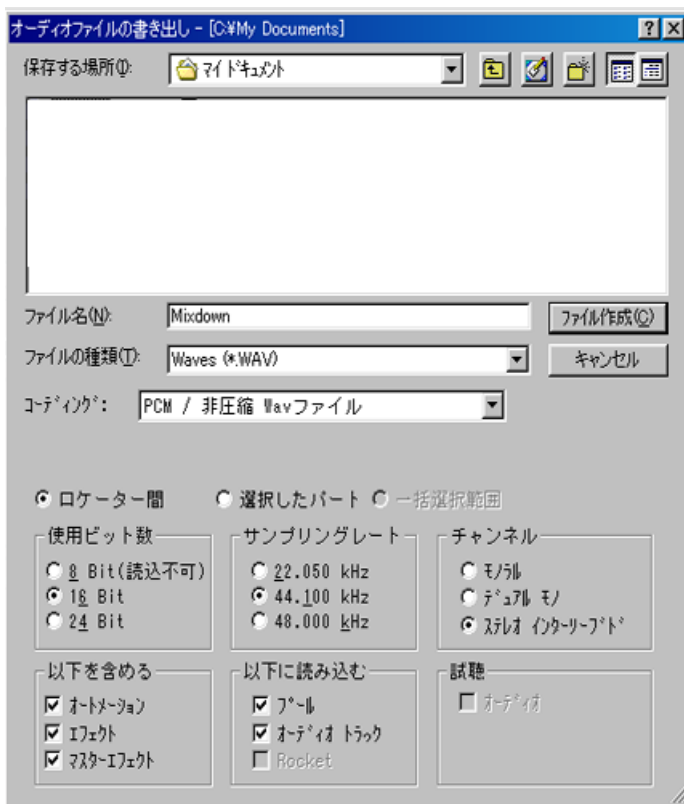 オーディオファイルの書き出し - [C:¥My Documents]
保存する場所(I): マイ ドキュメント
ファイル名(N): Mixdown ファイル作成(C)
ファイルの種類(T): Waves (*.WAV) キャンセル
コーディング: PCM / 非圧縮 Wavファイル
ロケーター間 選択したパート 一括選択範囲
使用ビット数
8 Bit(読込不可)
16 Bit
24 Bit
サンプリングレート
22.050 kHz
44.100 kHz
48.000 kHz
チャンネル
モノラル
デュアル モノ
ステレオ インターリーブド
以下を含める
オートメーション
エフェクト
マスターエフェクト
以下に読み込む
プール
オーディオ トラック
Rocket
試聴
オーディオ